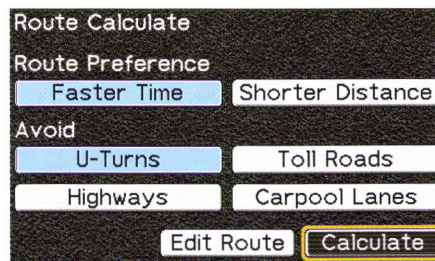 Route Calculate
Route Preference
Faster Time Shorter Distance
Avoid
U-Turns Toll Roads
Highways Carpool Lanes
Edit Route Calculate